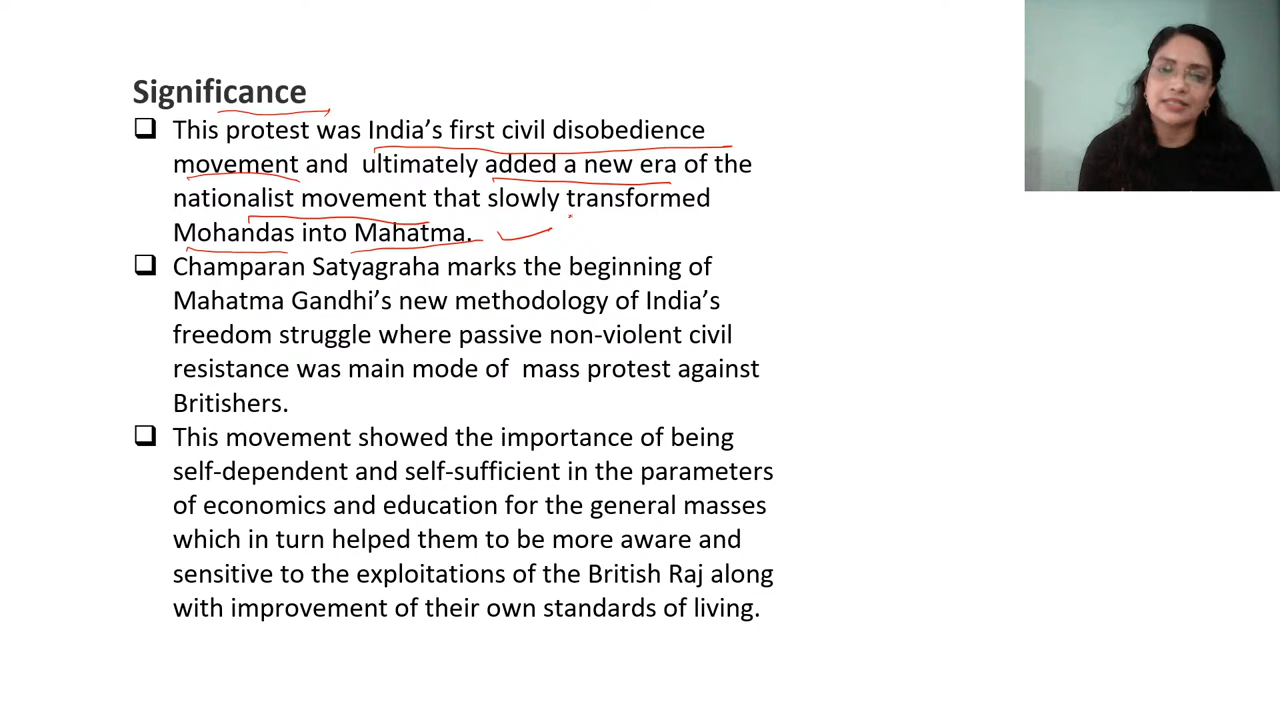 Significance
This protest was India's first civil disobedience
movement and ultimately added a new era of the
nationalist movement that slowly transformed
Mohandas into Mahatma.
Champaran Satyagraha marks the beginning of
Mahatma Gandhi's new methodology of India's
freedom struggle where passive non-violent civil
resistance was main mode of mass protest against
Britishers.
This movement showed the importance of being
self-dependent and self-sufficient in the parameters
of economics and education for the general masses
which in turn helped them to be more aware and
sensitive to the exploitations of the British Raj along
with improvement of their own standards of living.